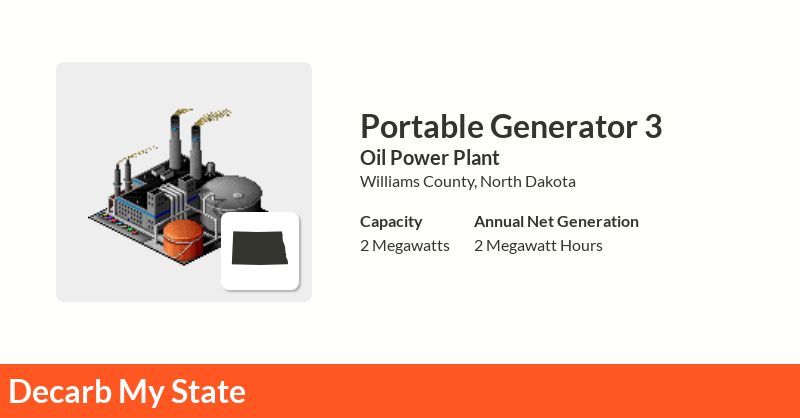 Portable Generator 3
Oil Power Plant
Williams County, North Dakota
Capacity
Annual Net Generation
2 Megawatts
2 Megawatt Hours
Decarb My State